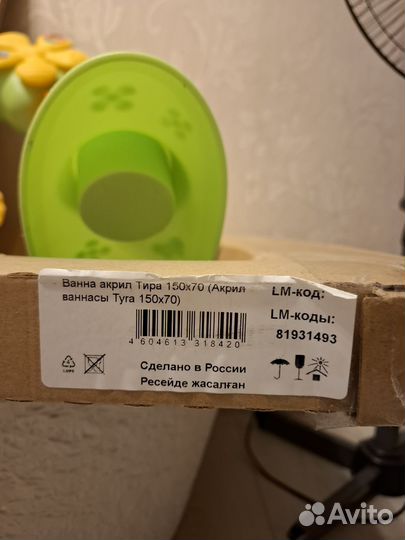 Ванна акрил Тира 150x70 (Акрил
ваннасы Tyra 150x70)
LM-код:
LM-коды:
81931493
4 604613 318420
Сделано в России
Ресейде жасалған
Avito